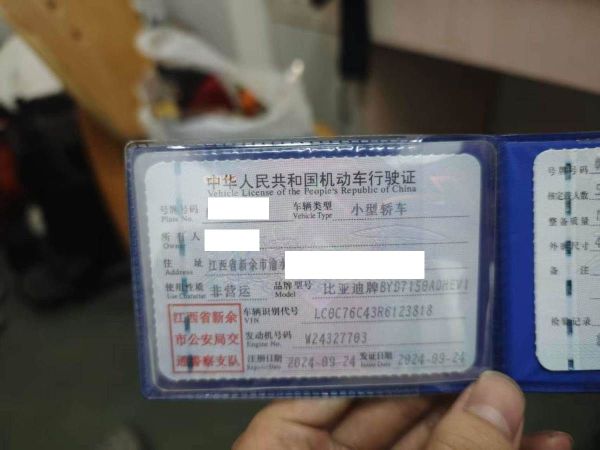 中华人民共和国机动车行驶证
Vehicle License of the People's Republic of China
号牌号码
Plate No.
车辆类型 小型轿车
Vehicle Type
所有人
Owner
住址 江西省新余市渝
Address
使用性质 非营运
Use Character
品牌型号 比亚迪牌BYD7150
Model
江西省新余
市公安局交
通警察支队
车辆识别代号 LC0C76C43R6123818
VIN
发动机号码 W24327703
Engine No.
注册日期 2024-09-24 发证日期 2024-09-24
Register Date Issue Date
号牌号码
核定载人数
整备质量
外廓尺寸
备注
检验记录